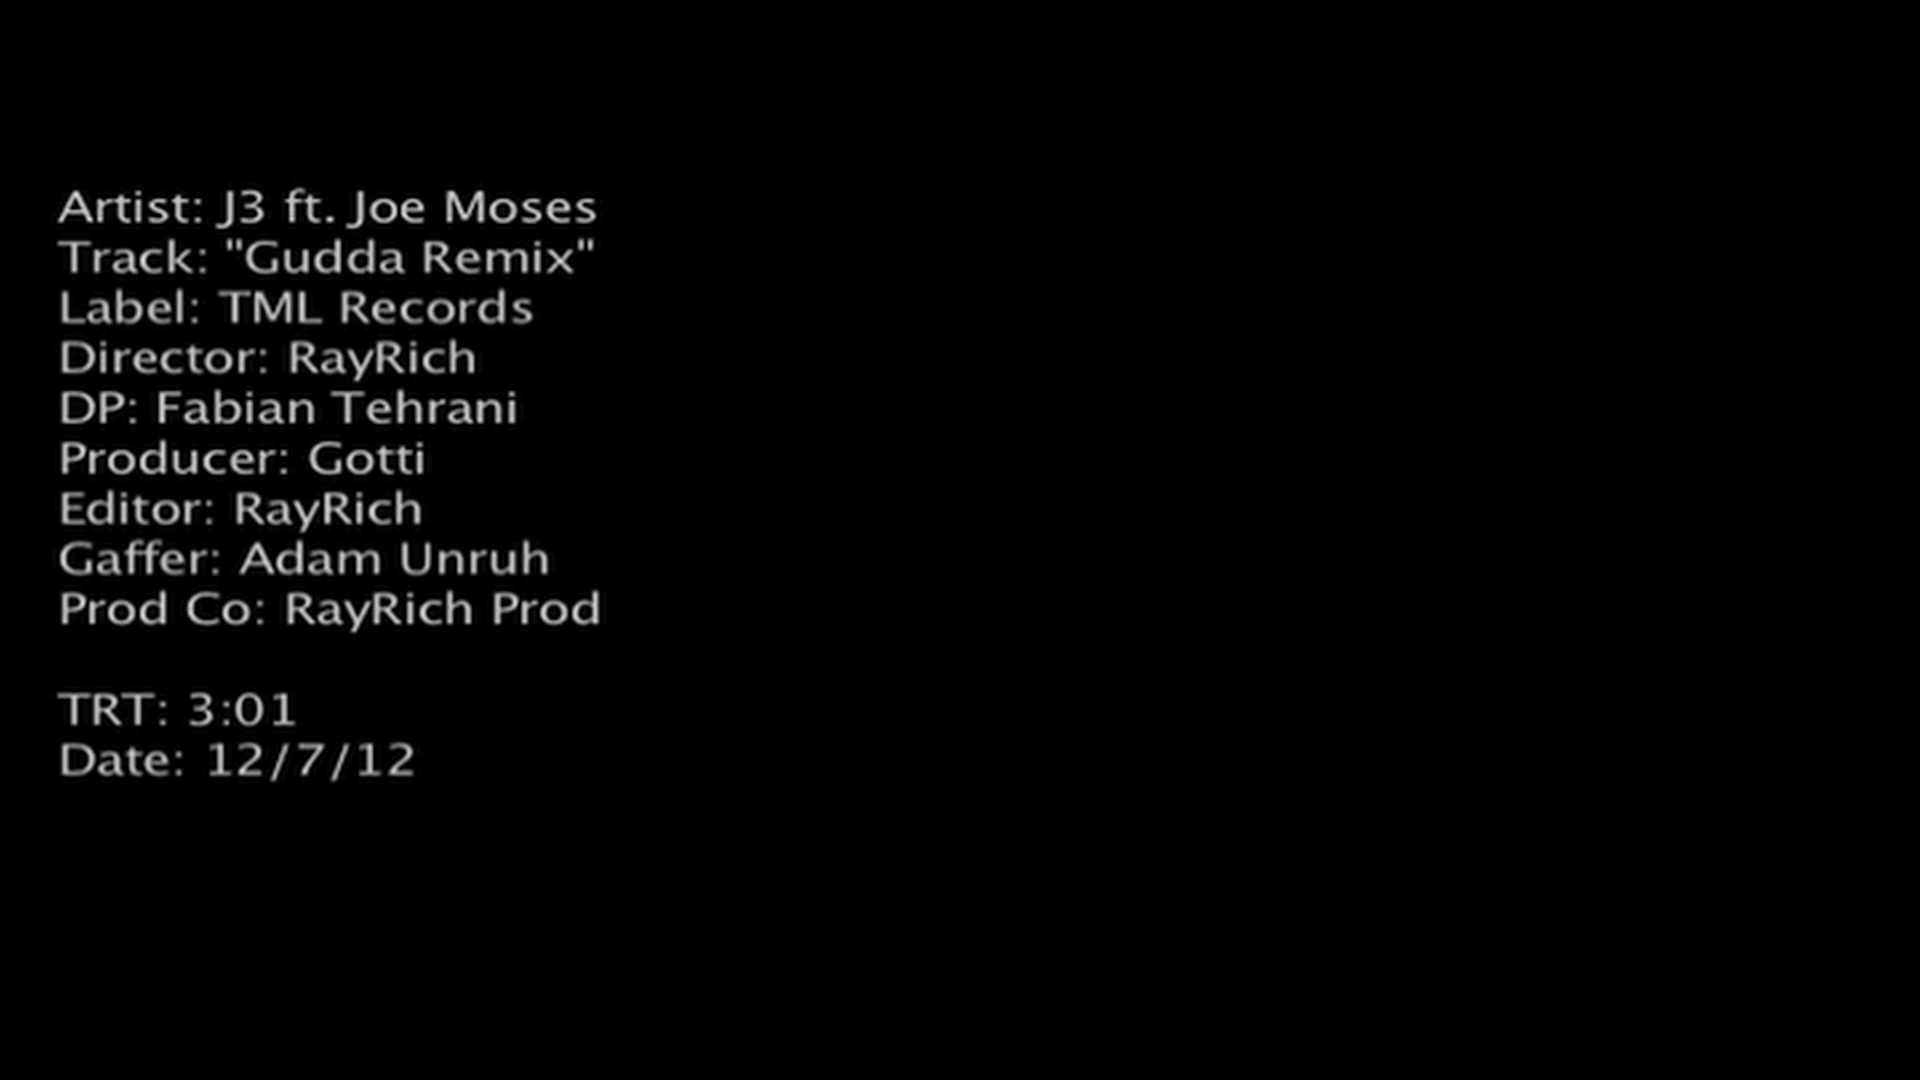 Artist: J3 ft. Joe Moses
Track: "Gudda Remix"
Label: TML Records
Director: RayRich
DP: Fabian Tehrani
Producer: Gotti
Editor: RayRich
Gaffer: Adam Unruh
Prod Co: RayRich Prod
TRT: 3:01
Date: 12/7/12